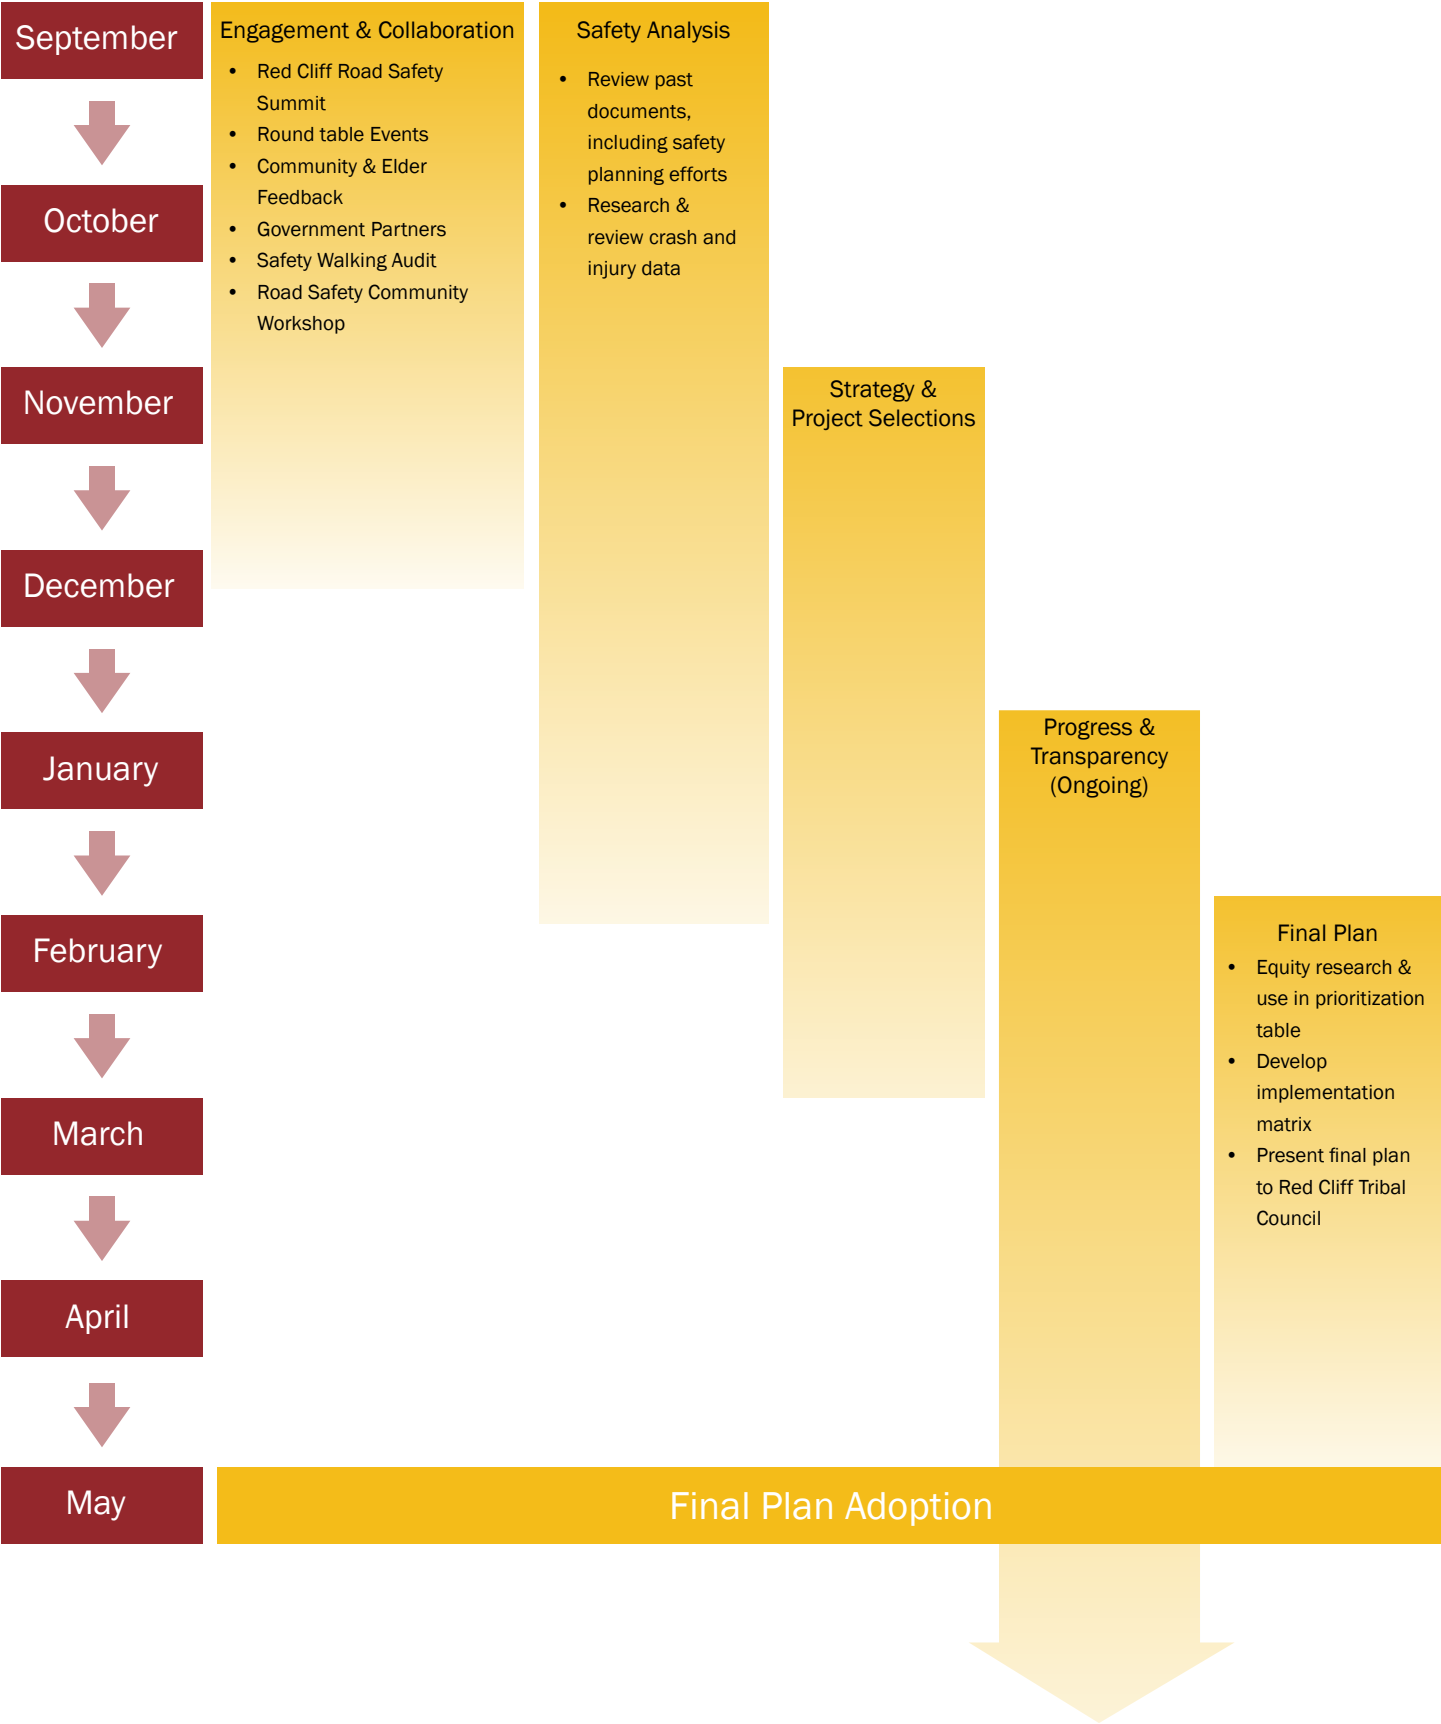 September
October
November
December
January
February
March
April
May
Engagement & Collaboration
• Red Cliff Road Safety
Summit
• Round table Events
• Community & Elder
Feedback
• Government Partners
• Safety Walking Audit
• Road Safety Community
Workshop
Safety Analysis
• Review past
documents,
including safety
planning efforts
• Research &
review crash and
injury data
Strategy &
Project Selections
Progress &
Transparency
(Ongoing)
Final Plan
• Equity research &
use in prioritization
table
• Develop
implementation
matrix
• Present final plan
to Red Cliff Tribal
Council
Final Plan Adoption